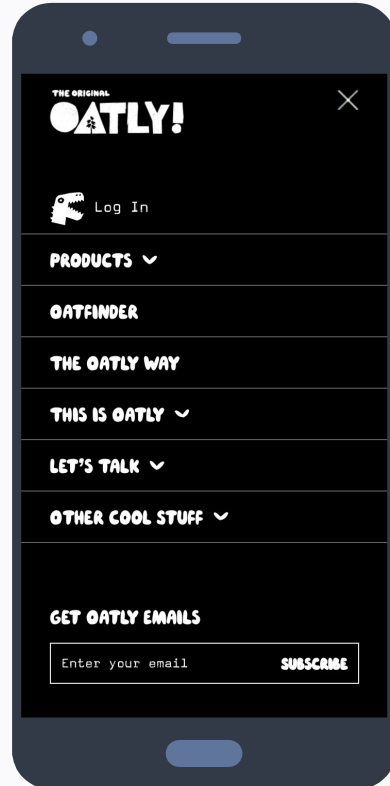 THE ORIGINAL
OATLY!
Log In
PRODUCTS
OATFINDER
THE OATLY WAY
THIS IS OATLY
LET'S TALK
OTHER COOL STUFF
GET OATLY EMAILS
Enter your email SUBSCRIBE